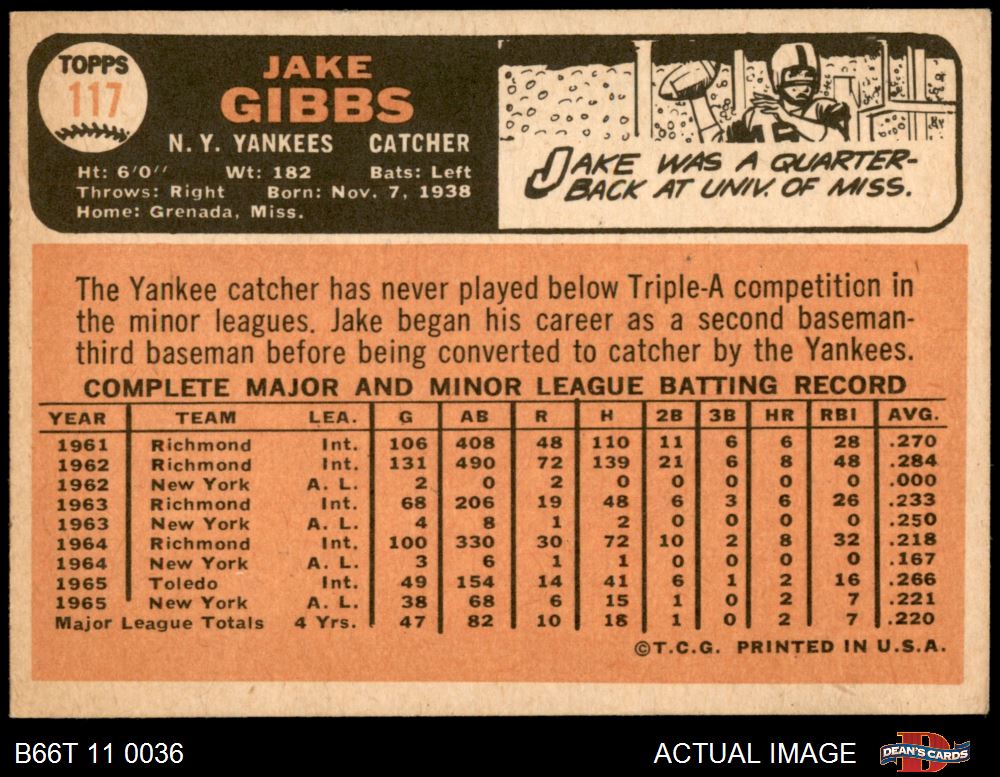 TOPPS
117
JAKE
GIBBS
N. Y. YANKEES CATCHER
Ht: 6'0" Wt: 182 Bats: Left
Throws: Right Born: Nov. 7, 1938
Home: Grenada, Miss.
JAKE WAS A QUARTER-
BACK AT UNIV. OF MISS.
The Yankee catcher has never played below Triple-A competition in
the minor leagues. Jake began his career as a second baseman-
third baseman before being converted to catcher by the Yankees.
COMPLETE MAJOR AND MINOR LEAGUE BATTING RECORD
YEAR TEAM LEA. G AB R H 2B 3B HR RBI AVG.
1961 Richmond Int. 106 408 48 110 11 6 6 28 .270
1962 Richmond Int. 131 490 72 139 21 6 8 48 .284
1962 New York A. L. 2 0 2 0 0 0 0 0 .000
1963 Richmond Int. 68 206 19 48 6 3 6 26 .233
1963 New York A. L. 4 8 1 2 0 0 0 0 .250
1964 Richmond Int. 100 330 30 72 10 2 8 32 .218
1964 New York A. L. 3 6 1 1 0 0 0 0 .167
1965 Toledo Int. 49 154 14 41 6 1 2 16 .266
1965 New York A. L. 38 68 6 15 1 0 2 7 .221
Major League Totals 4 Yrs. 47 82 10 18 1 0 2 7 .220
©T.C.G. PRINTED IN U.S.A.
B66T 11 0036 ACTUAL IMAGE DEAN'S CARDS